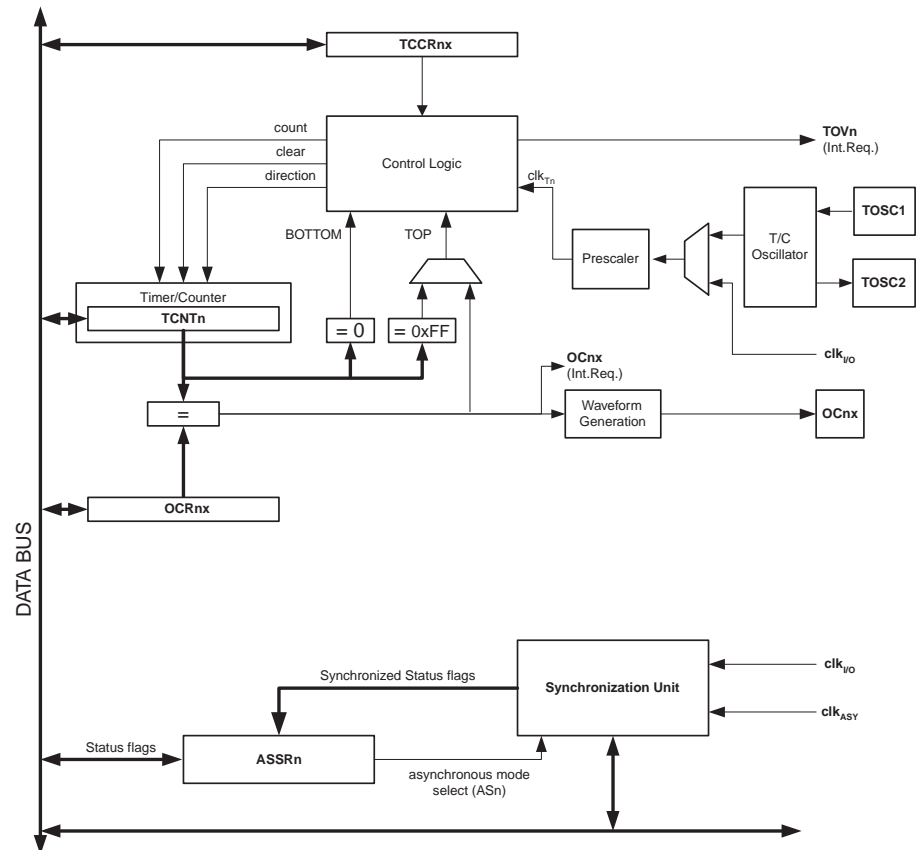 TCCRnx
count
clear
direction
Control Logic
TOVn
(Int.Req.)
clkTn
BOTTOM
TOP
Prescaler
T/C
Oscillator
TOSC1
TOSC2
Timer/Counter
TCNTn
= 0
= 0xFF
clkI/O
OCnx
(Int.Req.)
=
Waveform
Generation
OCnx
OCRnx
DATA BUS
Synchronized Status flags
Synchronization Unit
clkI/O
clkASY
Status flags
ASSRn
asynchronous mode
select (ASn)